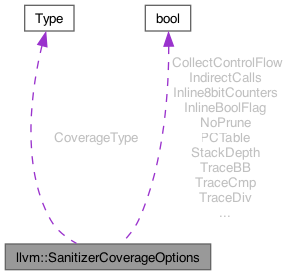 Type
bool
CollectControlFlow
IndirectCalls
Inline8bitCounters
InlineBoolFlag
NoPrune
CoverageType
PCTable
StackDepth
TraceBB
TraceCmp
TraceDiv
...
llvm::SanitizerCoverageOptions